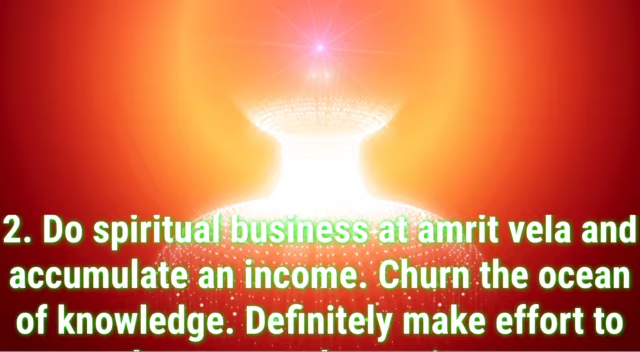 2. Do spiritual business at amrit vela and
accumulate an income. Churn the ocean
of knowledge. Definitely make effort to